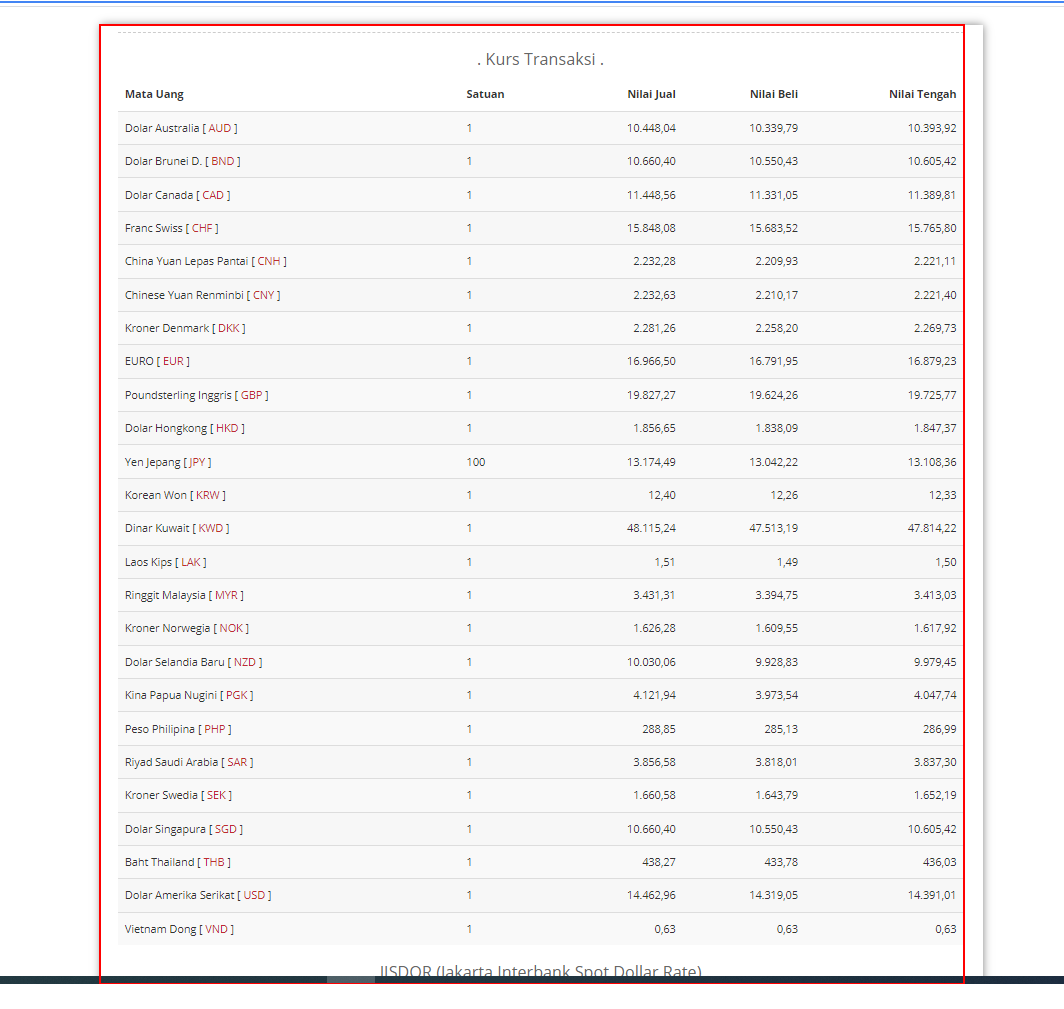 . Kurs Transaksi .
Mata Uang Satuan Nilai Jual Nilai Beli Nilai Tengah
Dolar Australia [ AUD ] 1 10.448,04 10.339,79 10.393,92
Dolar Brunei D. [ BND ] 1 10.660,40 10.550,43 10.605,42
Dolar Canada [ CAD ] 1 11.448,56 11.331,05 11.389,81
Franc Swiss [ CHF ] 1 15.848,08 15.683,52 15.765,80
China Yuan Lepas Pantai [ CNH ] 1 2.232,28 2.209,93 2.221,11
Chinese Yuan Renminbi [ CNY ] 1 2.232,63 2.210,17 2.221,40
Kroner Denmark [ DKK ] 1 2.281,26 2.258,20 2.269,73
EURO [ EUR ] 1 16.966,50 16.791,95 16.879,23
Poundsterling Inggris [ GBP ] 1 19.827,27 19.624,26 19.725,77
Dolar Hongkong [ HKD ] 1 1.856,65 1.838,09 1.847,37
Yen Jepang [ JPY ] 100 13.174,49 13.042,22 13.108,36
Korean Won [ KRW ] 1 12,40 12,26 12,33
Dinar Kuwait [ KWD ] 1 48.115,24 47.513,19 47.814,22
Laos Kips [ LAK ] 1 1,51 1,49 1,50
Ringgit Malaysia [ MYR ] 1 3.431,31 3.394,75 3.413,03
Kroner Norwegia [ NOK ] 1 1.626,28 1.609,55 1.617,92
Dolar Selandia Baru [ NZD ] 1 10.030,06 9.928,83 9.979,45
Kina Papua Nugini [ PGK ] 1 4.121,94 3.973,54 4.047,74
Peso Philipina [ PHP ] 1 288,85 285,13 286,99
Riyad Saudi Arabia [ SAR ] 1 3.856,58 3.818,01 3.837,30
Kroner Swedia [ SEK ] 1 1.660,58 1.643,79 1.652,19
Dolar Singapura [ SGD ] 1 10.660,40 10.550,43 10.605,42
Baht Thailand [ THB ] 1 438,27 433,78 436,03
Dolar Amerika Serikat [ USD ] 1 14.462,96 14.319,05 14.391,01
Vietnam Dong [ VND ] 1 0,63 0,63 0,63
JISDOR (Jakarta Interbank Spot Dollar Rate)